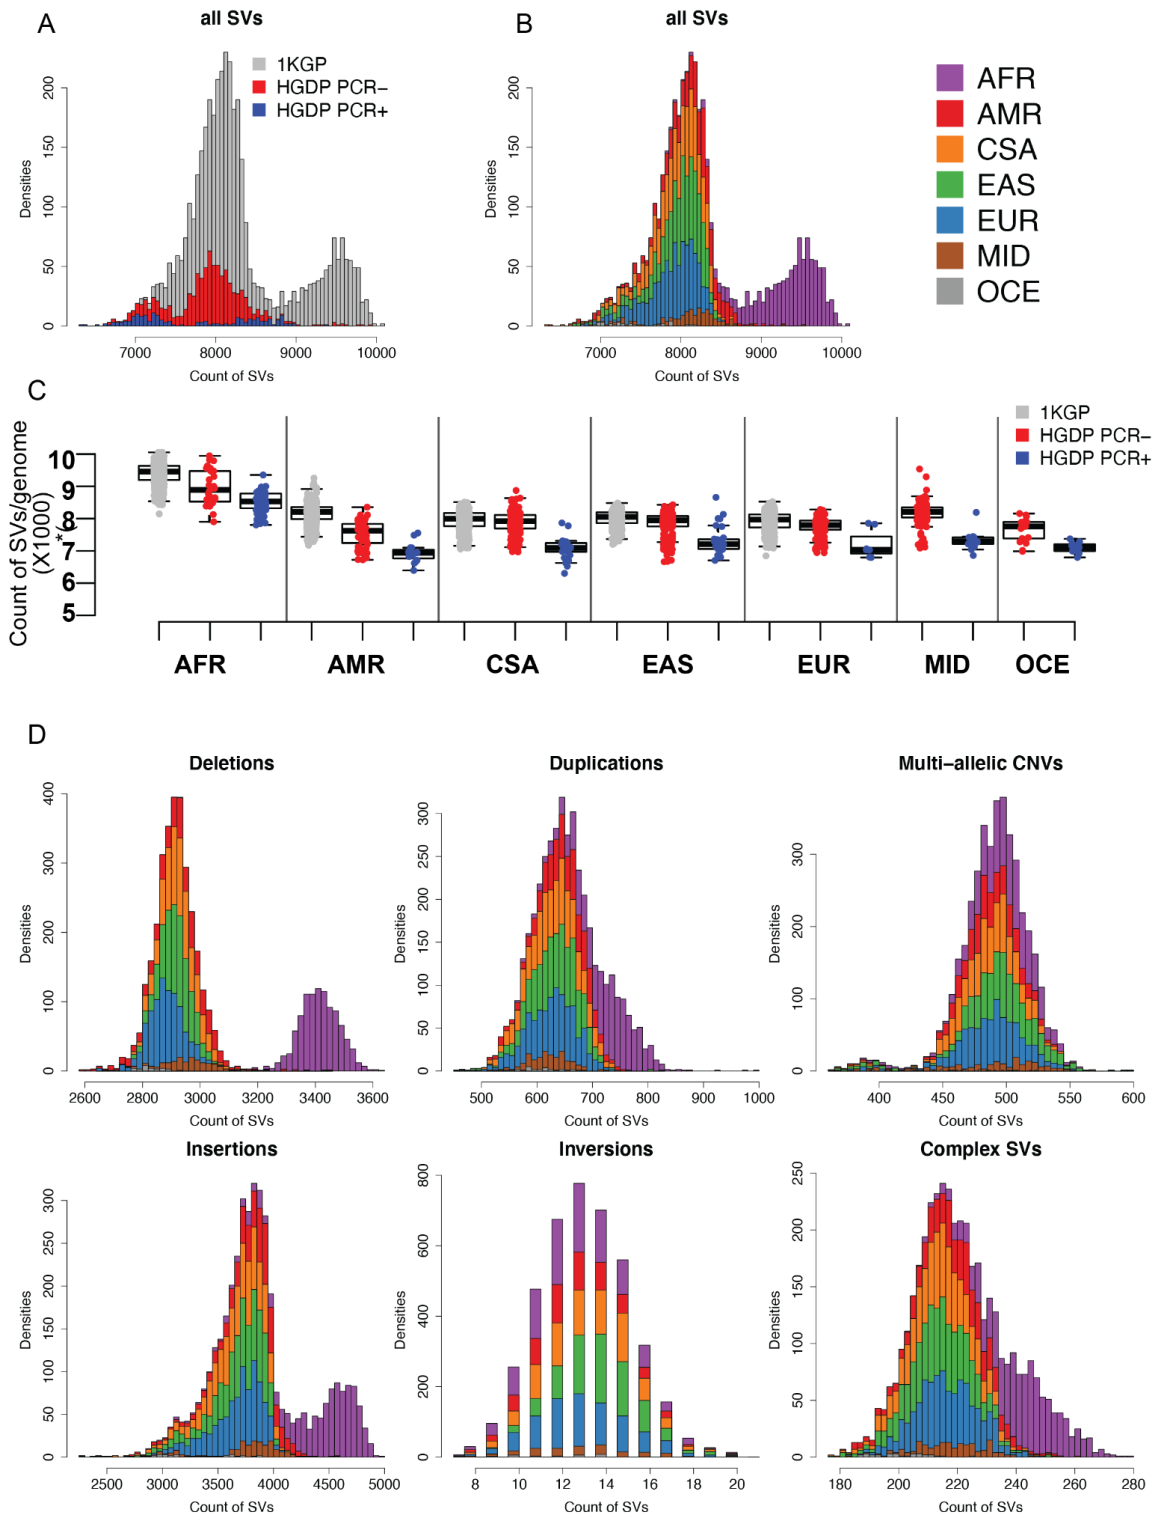 A
all SVs
1KGP
HGDP PCR−
HGDP PCR+
Densities
0
50
100
150
200
7000
8000
9000
10000
Count of SVs
B
all SVs
Densities
0
50
100
150
200
7000
8000
9000
10000
Count of SVs
AFR
AMR
CSA
EAS
EUR
MID
OCE
C
1KGP
HGDP PCR−
HGDP PCR+
Count of SVs/genome
(X1000)
*
10
9
8
7
6
5
AFR
AMR
CSA
EAS
EUR
MID
OCE
D
Deletions
Densities
0
100
200
300
400
2600
2800
3000
3200
3400
3600
Count of SVs
Duplications
Densities
0
50
100
150
200
250
300
500
600
700
800
900
1000
Count of SVs
Multi−allelic CNVs
Densities
0
100
200
300
400
450
500
550
600
Count of SVs
Insertions
Densities
0
50
100
150
200
250
300
2500
3000
3500
4000
4500
5000
Count of SVs
Inversions
Densities
0
200
400
600
800
8
10
12
14
16
18
20
Count of SVs
Complex SVs
Densities
0
50
100
150
200
250
180
200
220
240
260
280
Count of SVs